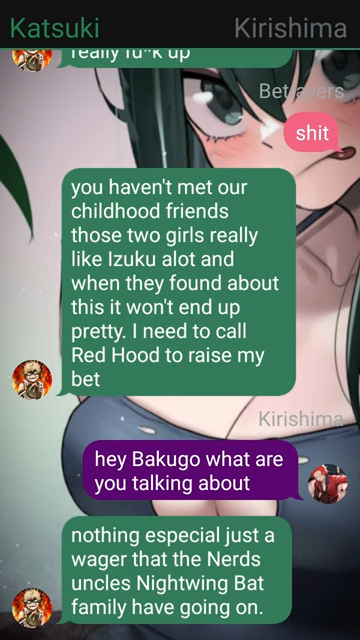 Katsuki
Kirishima
really fu*k up
Betrayers
shit
you haven't met our
childhood friends
those two girls really
like Izuku alot and
when they found about
this it won't end up
pretty. I need to call
Red Hood to raise my
bet
Kirishima
hey Bakugo what are
you talking about
nothing especial just a
wager that the Nerds
uncles Nightwing Bat
family have going on.